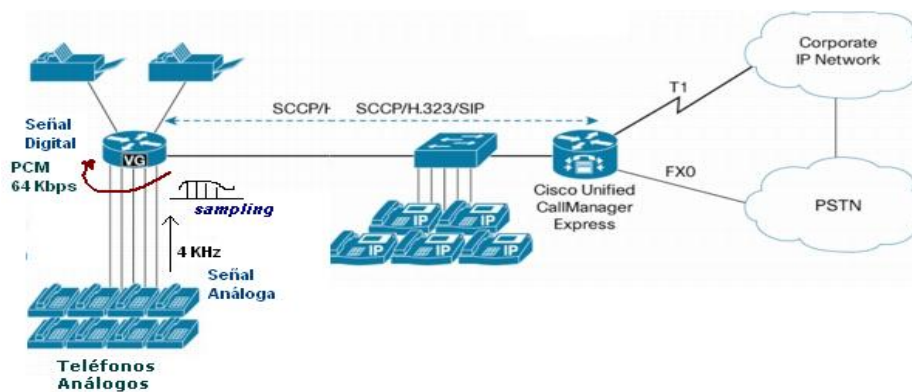 Corporate
IP Network
T1
SCCP/H SCCP/H.323/SIP
Señal
Digital
VG
PCM
64 Kbps
sampling
4 KHz
Señal
Análoga
IP IP
IP IP IP
Cisco Unified
CallManager
Express
FX0
PSTN
Teléfonos
Análogos